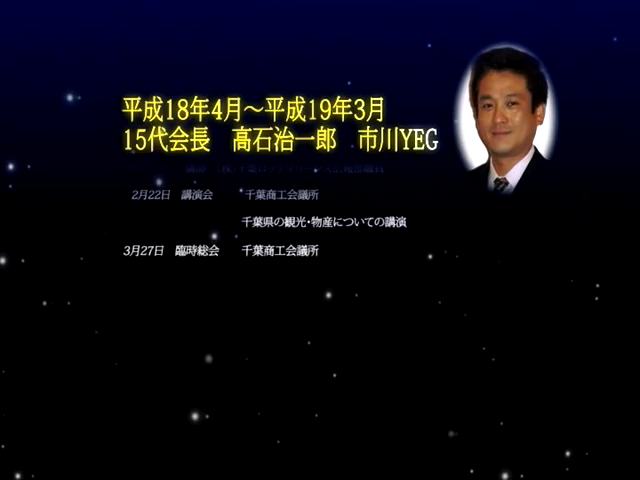 平成18年4月～平成19年3月
15代会長　高石治一郎　市川YEG
2月22日　講演会　千葉商工会議所
千葉県の観光・物産についての講演
3月27日　臨時総会　千葉商工会議所